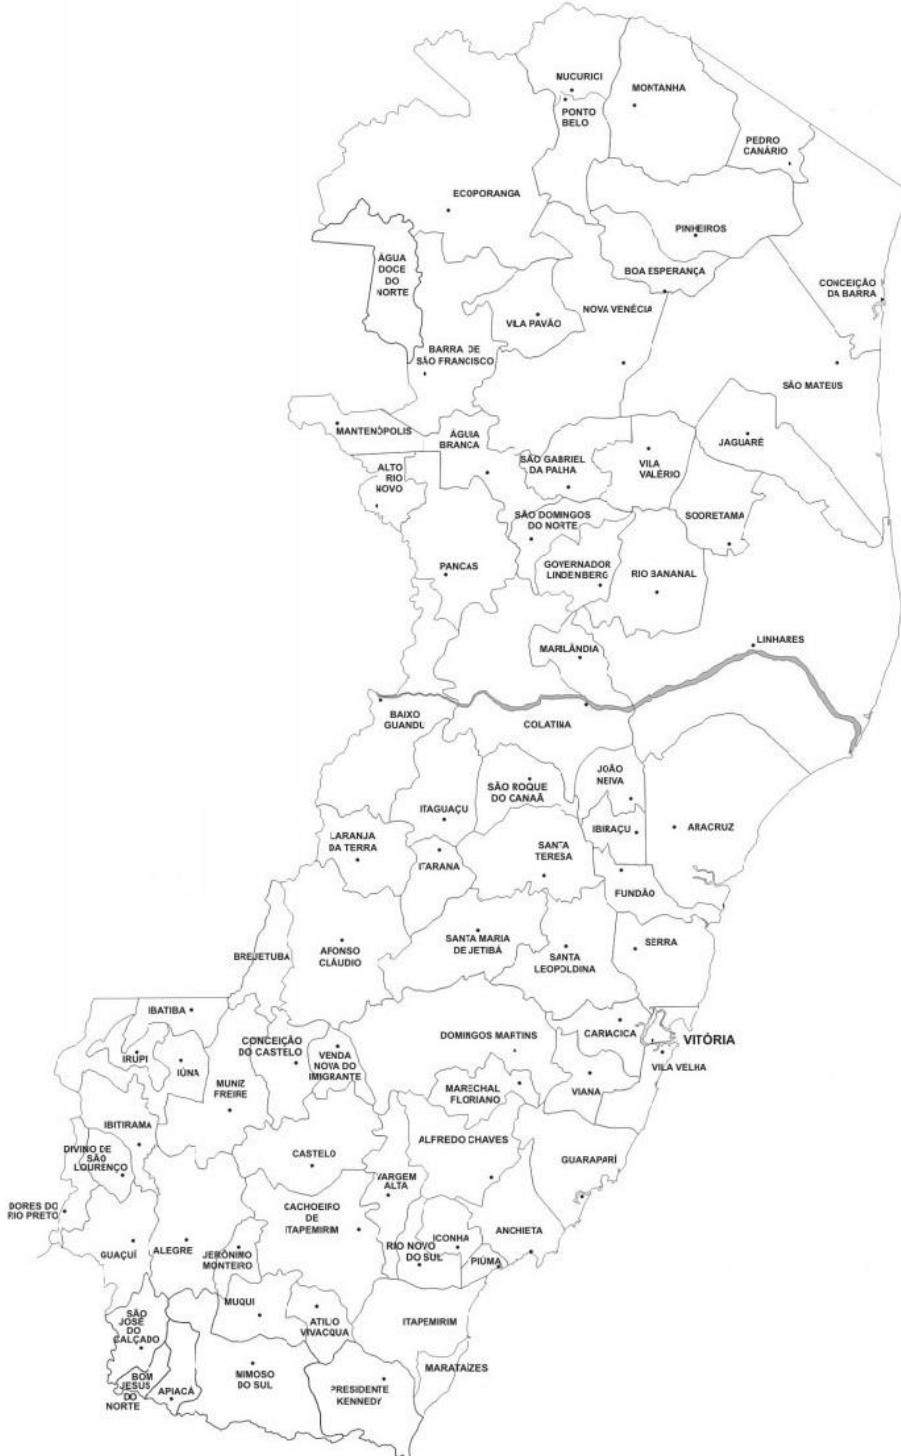 MUCURICI
MONTANHA
PONTO
BELO
PEDRO
CANÁRIO
ECOPORANGA
PINHEIROS
ÁGUA
DOCE
DO
NORTE
BOA ESPERANÇA
CONCEIÇÃO
DA BARRA
NOVA VENÉCIA
VILA PAVÃO
BARRA DE
SÃO FRANCISCO
SÃO MATEUS
MANTENÓPOLIS
ÁGUIA
BRANCA
JAGUARÉ
SÃO GABRIEL
DA PALHA
VILA
VALÉRIO
ALTO
RIO
NOVO
SÃO DOMINGOS
DO NORTE
SOORETAMA
PANCAS
GOVERNADOR
LINDENBERG
RIO BANANAL
MARILÂNDIA
LINHARES
BAIXO
GUANDU
COLATINA
JOÃO
NEIVA
SÃO ROQUE
DO CANAÃ
ITAGUAÇU
IBIRAÇU
ARACRUZ
LARANJA
DA TERRA
ITARANA
SANTA
TERESA
FUNDÃO
BREJETUBA
AFONSO
CLÁUDIO
SANTA MARIA
DE JETIBÁ
SANTA
LEOPOLDINA
SERRA
IBATIBA
CONCEIÇÃO
DO CASTELO
DOMINGOS MARTINS
CARIACICA
VITÓRIA
IRUPI
IÚNA
VENDA
NOVA DO
IMIGRANTE
VILA VELHA
MUNIZ
FREIRE
MARECHAL
FLORIANO
VIANA
IBITIRAMA
ALFREDO CHAVES
DIVINO DE
SÃO
LOURENÇO
CASTELO
GUARAPARÍ
VARGEM
ALTA
DORES DO
RIO PRETO
CACHOEIRO
DE
ITAPEMIRIM
ANCHIETA
GUAÇUÍ
ALEGRE
JERÔNIMO
MONTEIRO
RIO NOVO
DO SUL
ICONHA
PIÚMA
MUQUI
SÃO
JOSÉ
DO
CALÇADO
ATILIO
VIVACQUA
ITAPEMIRIM
MARATAÍZES
BOM
JESUS
DO
NORTE
APIACÁ
MIMOSO
DO SUL
PRESIDENTE
KENNEDY